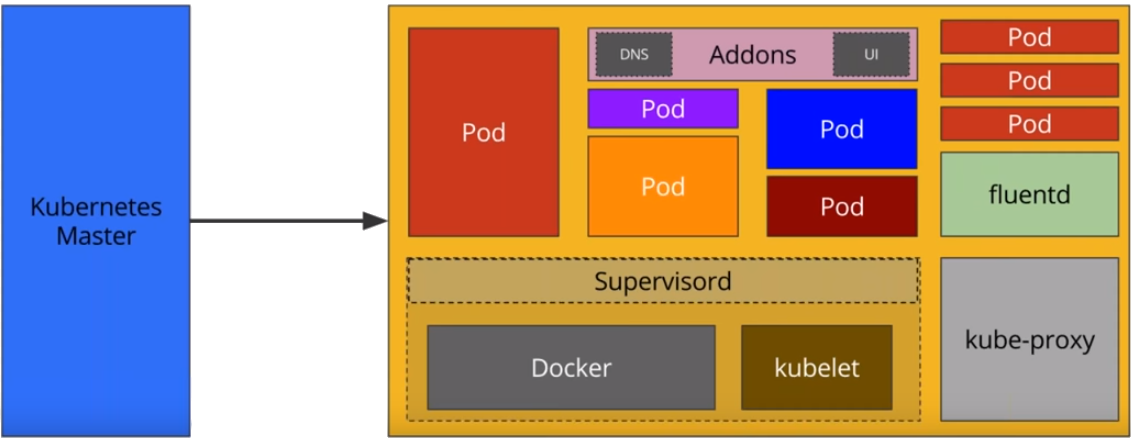 Kubernetes
Master
Pod
DNS
Addons
UI
Pod
Pod
Pod
Pod
Pod
Pod
Pod
fluentd
Supervisord
Docker
kubelet
kube-proxy